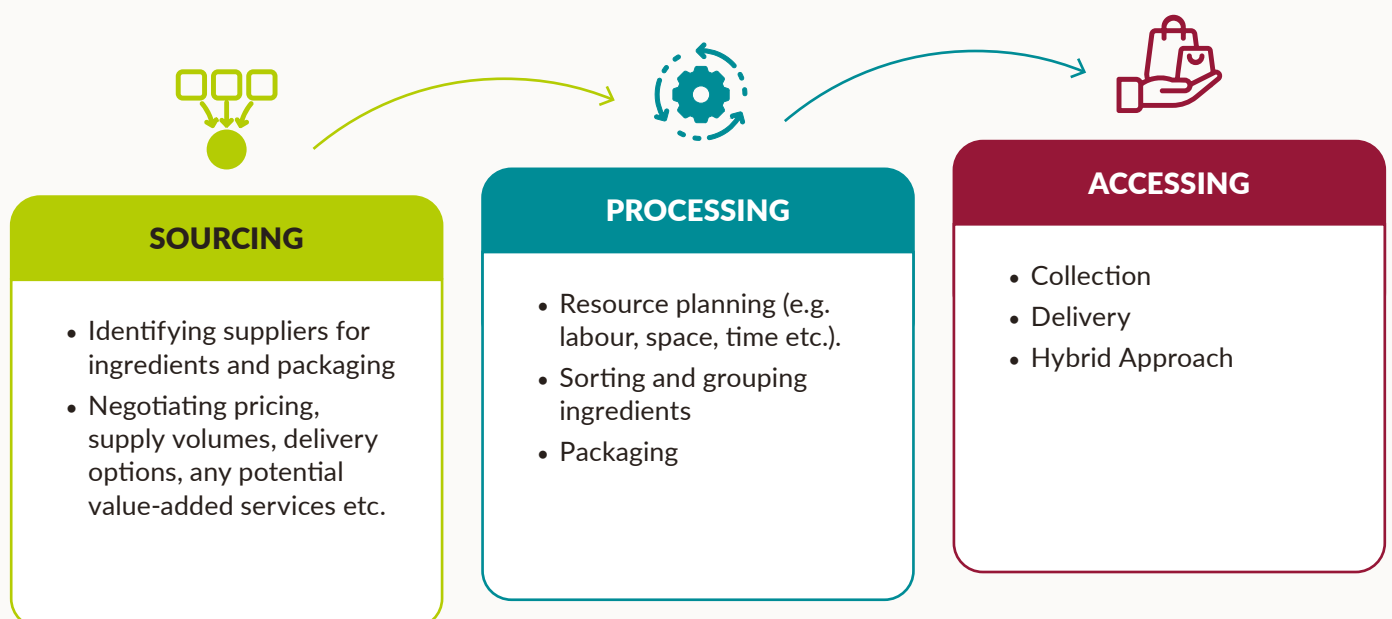 SOURCING
• Identifying suppliers for
ingredients and packaging
• Negotiating pricing,
supply volumes, delivery
options, any potential
value-added services etc.
PROCESSING
• Resource planning (e.g.
labour, space, time etc.).
• Sorting and grouping
ingredients
• Packaging
ACCESSING
• Collection
• Delivery
• Hybrid Approach